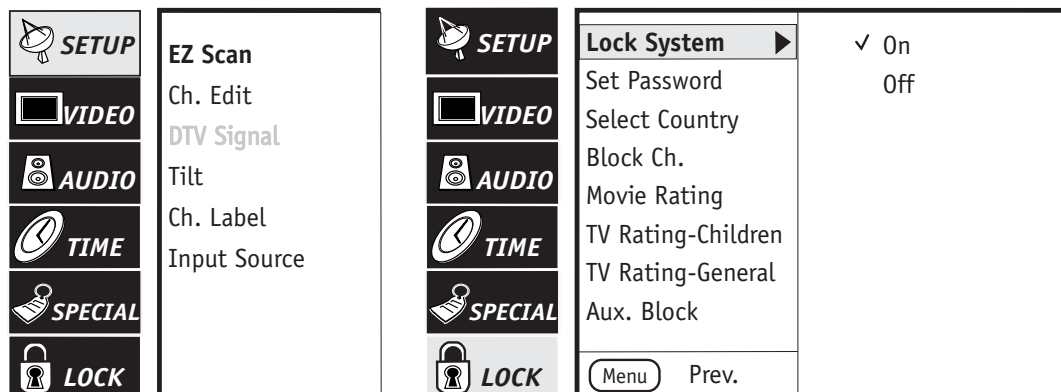 SETUP
VIDEO
AUDIO
TIME
SPECIAL
LOCK
EZ Scan
Ch. Edit
DTV Signal
Tilt
Ch. Label
Input Source
SETUP
VIDEO
AUDIO
TIME
SPECIAL
LOCK
Lock System
Set Password
Select Country
Block Ch.
Movie Rating
TV Rating-Children
TV Rating-General
Aux. Block
Menu Prev.
✓ On
Off